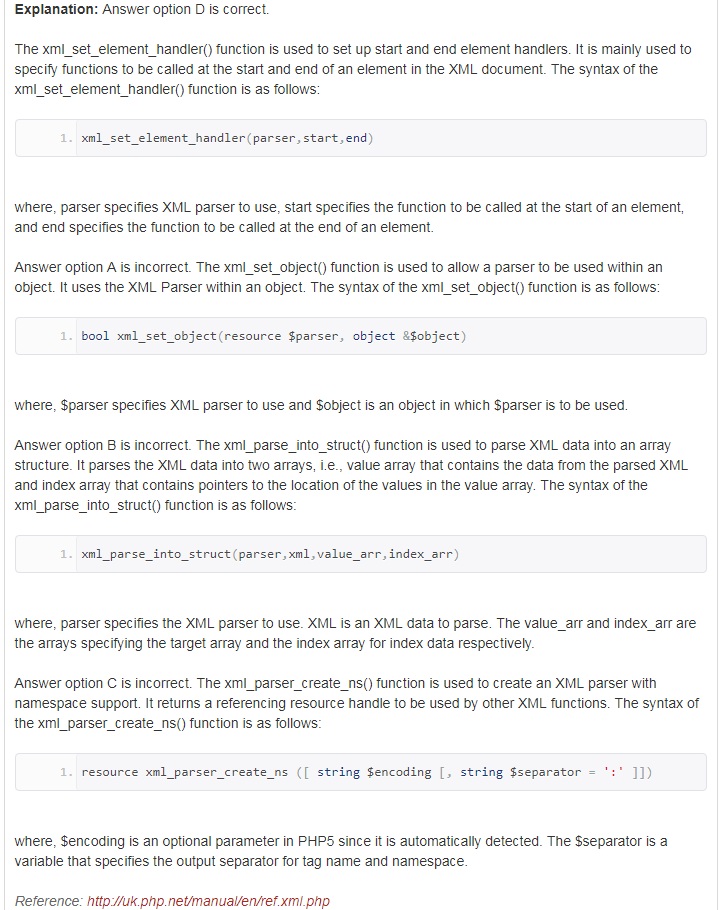 Explanation: Answer option D is correct.
The xml_set_element_handler() function is used to set up start and end element handlers. It is mainly used to
specify functions to be called at the start and end of an element in the XML document. The syntax of the
xml_set_element_handler() function is as follows:
1. xml_set_element_handler(parser,start,end)
where, parser specifies XML parser to use, start specifies the function to be called at the start of an element,
and end specifies the function to be called at the end of an element.
Answer option A is incorrect. The xml_set_object() function is used to allow a parser to be used within an
object. It uses the XML Parser within an object. The syntax of the xml_set_object() function is as follows:
1. bool xml_set_object(resource $parser, object &$object)
where, $parser specifies XML parser to use and $object is an object in which $parser is to be used.
Answer option B is incorrect. The xml_parse_into_struct() function is used to parse XML data into an array
structure. It parses the XML data into two arrays, i.e., value array that contains the data from the parsed XML
and index array that contains pointers to the location of the values in the value array. The syntax of the
xml_parse_into_struct() function is as follows:
1. xml_parse_into_struct(parser,xml,value_arr,index_arr)
where, parser specifies the XML parser to use. XML is an XML data to parse. The value_arr and index_arr are
the arrays specifying the target array and the index array for index data respectively.
Answer option C is incorrect. The xml_parser_create_ns() function is used to create an XML parser with
namespace support. It returns a referencing resource handle to be used by other XML functions. The syntax of
the xml_parser_create_ns() function is as follows:
1. resource xml_parser_create_ns ([ string $encoding [, string $separator = ':' ]])
where, $encoding is an optional parameter in PHP5 since it is automatically detected. The $separator is a
variable that specifies the output separator for tag name and namespace.
Reference: http://uk.php.net/manual/en/ref.xml.php